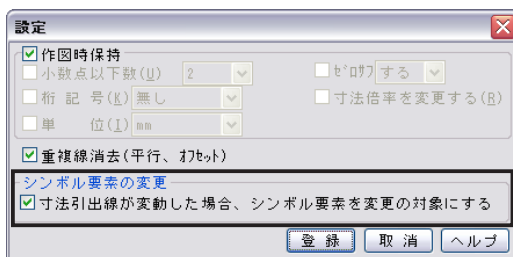 設定
作図時保持
小数点以下数(U) 2 ｾﾞﾛｻﾌ する
桁 記 号(K) 無し 寸法倍率を変更する(R)
単 位(I) mm
重複線消去(平行、ｵﾌｾｯﾄ)
シンボル要素の変更
寸法引出線が変動した場合、シンボル要素を変更の対象にする
登 録 取 消 ヘルプ